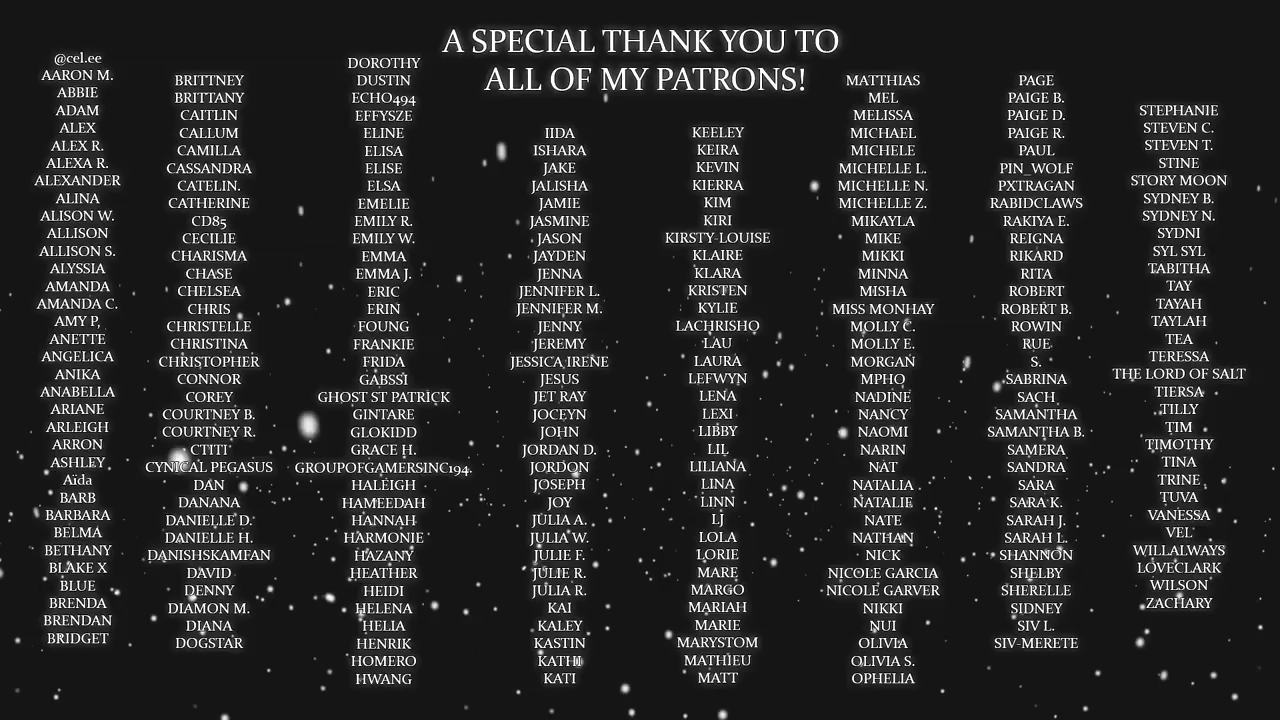 A SPECIAL THANK YOU TO
ALL OF MY PATRONS!
@cel.ee
AARON M.
ABBIE
ADAM
ALEX
ALEX R.
ALEXA R.
ALEXANDER
ALINA
ALISON W.
ALLISON
ALLISON S.
ALYSSIA
AMANDA
AMANDA C.
AMY P,
ANETTE
ANGELICA
ANIKA
ANABELLA
ARIANE
ARLEIGH
ARRON
ASHLEY
Aïda
BARB
BARBARA
BELMA
BETHANY
BLAKE X
BLUE
BRENDA
BRENDAN
BRIDGET
BRITTNEY
BRITTANY
CAITLIN
CALLUM
CAMILLA
CASSANDRA
CATELIN.
CATHERINE
CD85
CECILIE
CHARISMA
CHASE
CHELSEA
CHRIS
CHRISTELLE
CHRISTINA
CHRISTOPHER
CONNOR
COREY
COURTNEY B.
COURTNEY R.
CTITI
CYNICAL PEGASUS
DAN
DANANA
DANIELLE D.
DANIELLE H.
DANISHSKAMFAN
DAVID
DENNY
DIAMON M.
DIANA
DOGSTAR
DOROTHY
DUSTIN
ECHO494
EFFYSZE
ELINE
ELISA
ELISE
ELSA
EMELIE
EMILY R.
EMILY W.
EMMA
EMMA J.
ERIC
ERIN
FOUNG
FRANKIE
FRIDA
GABSSI
GHOST ST PATRICK
GINTARE
GLOKIDD
GRACE H.
GROUPOFGAMERSINC194.
HALEIGH
HAMEEDAH
HANNAH
HARMONIE
HAZANY
HEATHER
HEIDI
HELENA
HELIA
HENRIK
HOMERO
HWANG
IIDA
ISHARA
JAKE
JALISHA
JAMIE
JASMINE
JASON
JAYDEN
JENNA
JENNIFER L.
JENNIFER M.
JENNY
JEREMY
JESSICA IRENE
JESUS
JET RAY
JOCEYN
JOHN
JORDAN D.
JORDON
JOSEPH
JOY
JULIA A.
JULIA W.
JULIE F.
JULIE R.
JULIA R.
KAI
KALEY
KASTIN
KATHI
KATI
KEELEY
KEIRA
KEVIN
KIERRA
KIM
KIRI
KIRSTY-LOUISE
KLAIRE
KLARA
KRISTEN
KYLIE
LACHRISHO
LAU
LAURA
LEFWYN
LENA
LEXI
LIBBY
LIL
LILIANA
LINA
LINN
LJ
LOLA
LORIE
MARE
MARGO
MARIAH
MARIE
MARYSTOM
MATHIEU
MATT
MATTHIAS
MEL
MELISSA
MICHAEL
MICHELE
MICHELLE L.
MICHELLE N.
MICHELLE Z.
MIKAYLA
MIKE
MIKKI
MINNA
MISHA
MISS MONHAY
MOLLY C.
MOLLY E.
MORGAN
MPHO
NADINE
NANCY
NAOMI
NARIN
NAT
NATALIA
NATALIE
NATE
NATHAN
NICK
NICOLE GARCIA
NICOLE GARVER
NIKKI
NUI
OLIVIA
OLIVIA S.
OPHELIA
PAGE
PAIGE B.
PAIGE D.
PAIGE R.
PAUL
PIN_WOLF
PXTRAGAN
RABIDCLAWS
RAKIYA E.
REIGNA
RIKARD
RITA
ROBERT
ROBERT B.
ROWIN
RUE
S.
SABRINA
SACH
SAMANTHA
SAMANTHA B.
SAMERA
SANDRA
SARA
SARA K.
SARAH J.
SARAH L.
SHANNON
SHELBY
SHERELLE
SIDNEY
SIV L.
SIV-MERETE
STEPHANIE
STEVEN C.
STEVEN T.
STINE
STORY MOON
SYDNEY B.
SYDNEY N.
SYDNI
SYL SYL
TABITHA
TAY
TAYAH
TAYLAH
TEA
TERESSA
THE LORD OF SALT
TIERSA
TILLY
TIM
TIMOTHY
TINA
TRINE
TUVA
VANESSA
VEL
WILLALWAYS
LOVECLARK
WILSON
ZACHARY